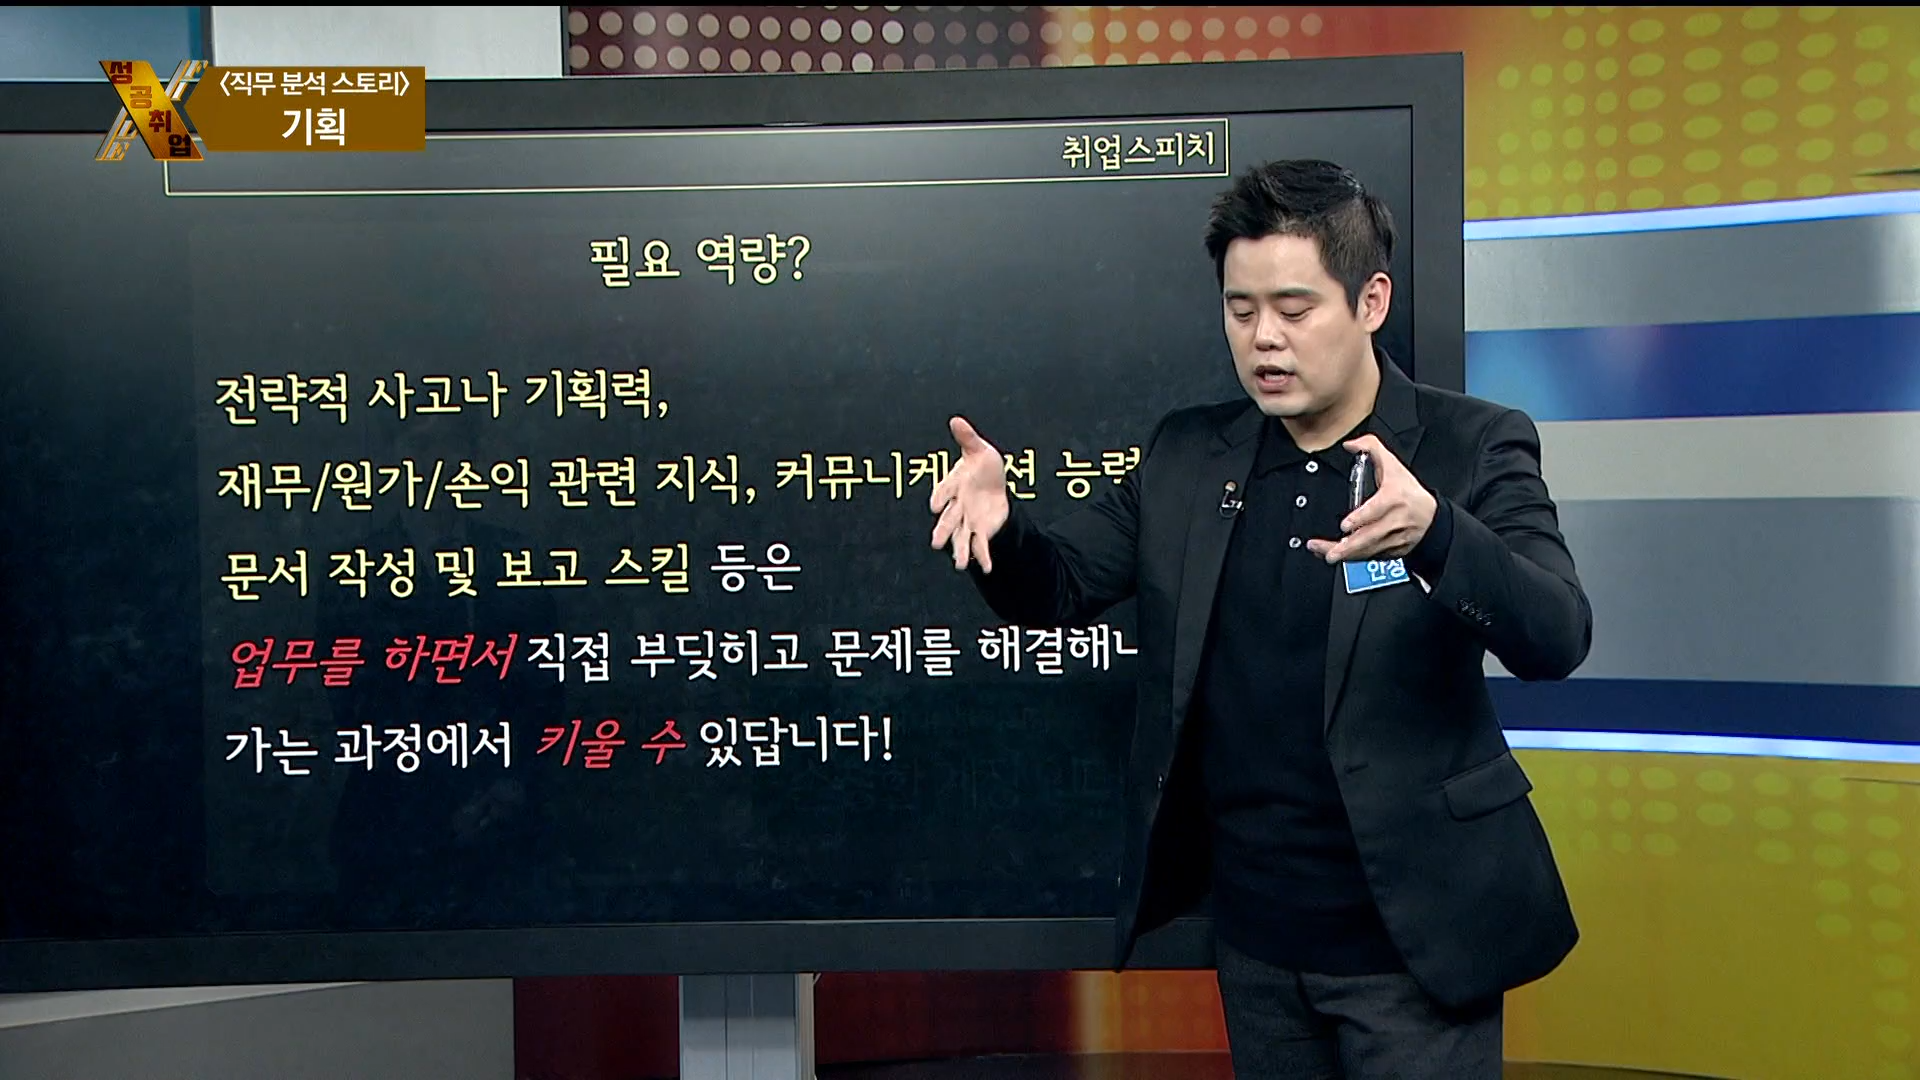 성공취업
〈직무 분석 스토리〉
기획
취업스피치
필요 역량?
전략적 사고나 기획력,
재무/원가/손익 관련 지식, 능력
문서 작성 및 보고 스킬 등은
업무를 하면서 직접 부딪히고 문제를 해결해나
가는 과정에서 키울 수 있답니다!
안성